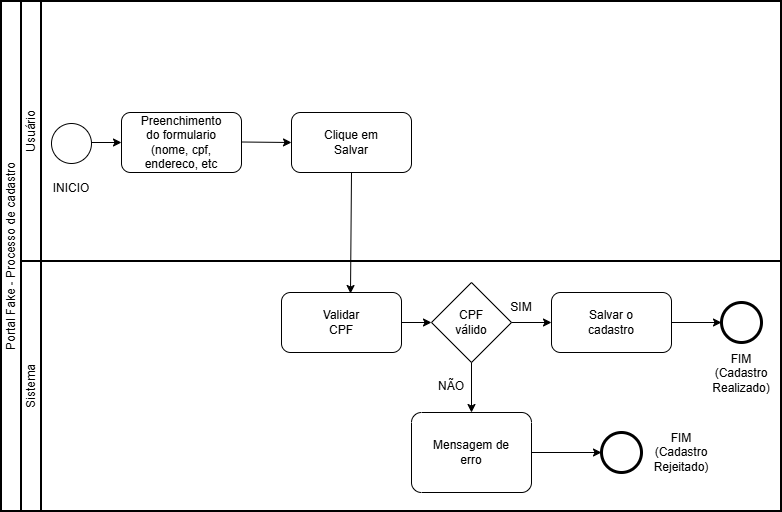 Portal Fake - Processo de cadastro
Usuário
Preenchimento
do formulario
(nome, cpf,
endereco, etc
Clique em
Salvar
INICIO
Sistema
Validar
CPF
CPF
válido
SIM
Salvar o
cadastro
FIM
(Cadastro
Realizado)
NÃO
Mensagem de
erro
FIM
(Cadastro
Rejeitado)